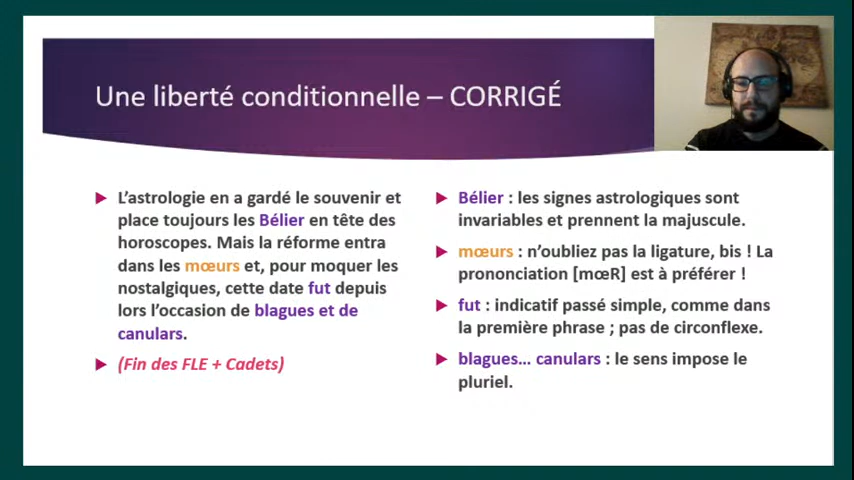 Une liberté conditionnelle – CORRIGÉ
L’astrologie en a gardé le souvenir et
place toujours les Bélier en tête des
horoscopes. Mais la réforme entra
dans les mœurs et, pour moquer les
nostalgiques, cette date fut depuis
lors l’occasion de blagues et de
canulars.
(Fin des FLE + Cadets)
Bélier : les signes astrologiques sont
invariables et prennent la majuscule.
mœurs : n’oubliez pas la ligature, bis ! La
prononciation [mœR] est à préférer !
fut : indicatif passé simple, comme dans
la première phrase ; pas de circonflexe.
blagues… canulars : le sens impose le
pluriel.